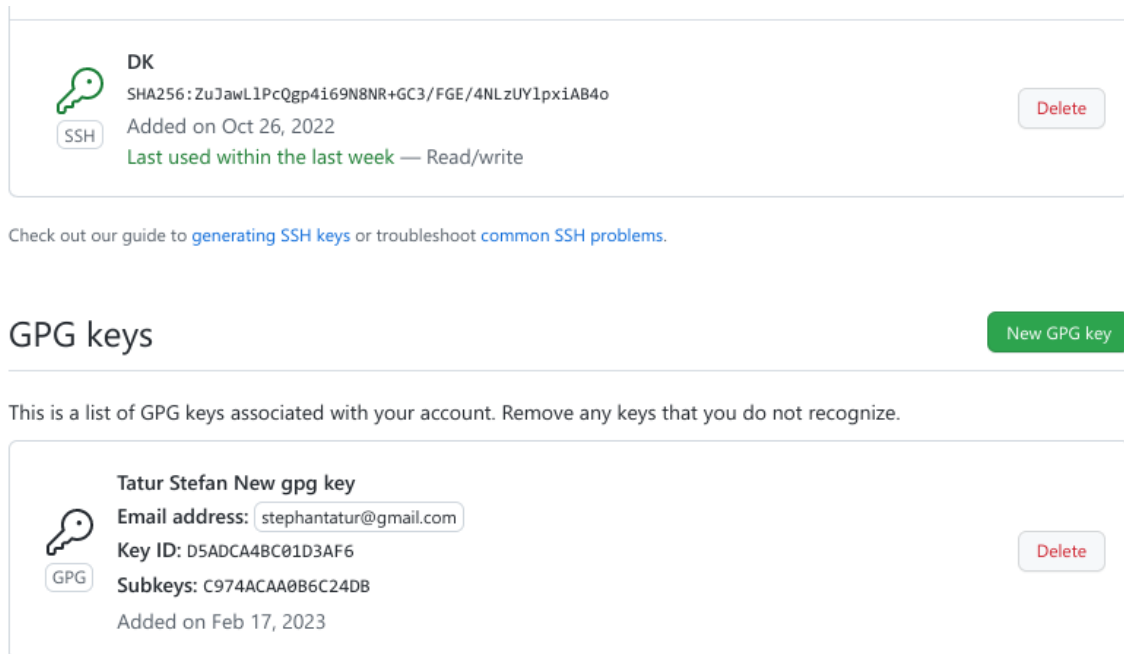 DK
SHA256:ZuJawLlPcQgp4i69N8NR+GC3/FGE/4NLzUYlpxiAB4o
SSH
Added on Oct 26, 2022
Last used within the last week — Read/write
Delete
Check out our guide to generating SSH keys or troubleshoot common SSH problems.
GPG keys
New GPG key
This is a list of GPG keys associated with your account. Remove any keys that you do not recognize.
Tatur Stefan New gpg key
Email address: stephantatur@gmail.com
Key ID: D5ADCA4BC01D3AF6
GPG
Subkeys: C974ACAA0B6C24DB
Added on Feb 17, 2023
Delete